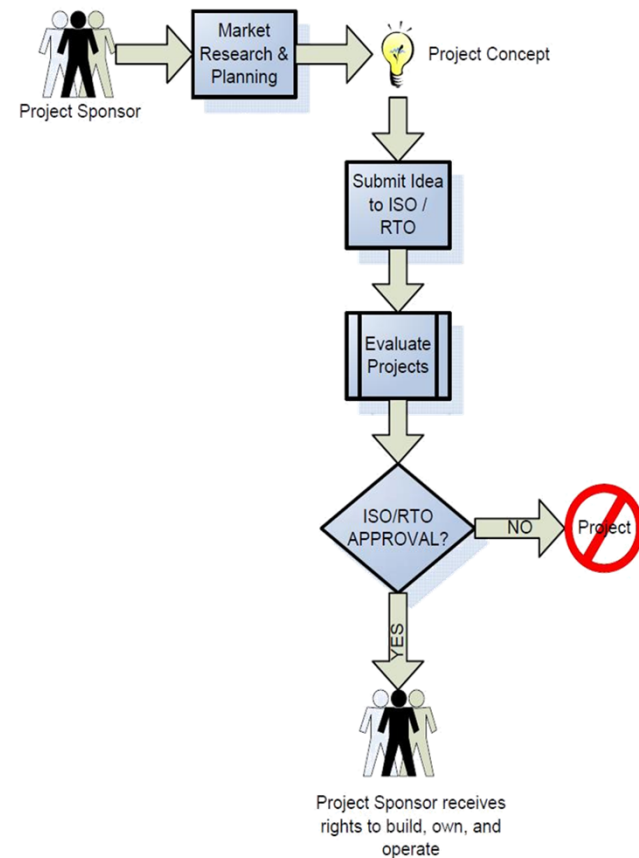 Project Sponsor
Market
Research &
Planning
Project Concept
Submit Idea
to ISO /
RTO
Evaluate
Projects
ISO/RTO
APPROVAL?
NO
Project
YES
Project Sponsor receives
rights to build, own, and
operate